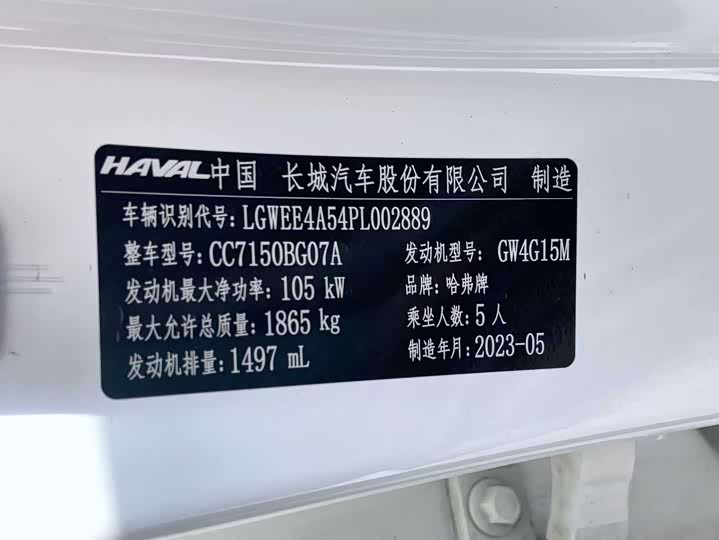 HAVAL中国 长城汽车股份有限公司 制造
车辆识别代号: LGWEE4A54PL002889
整车型号: CC7150BG07A 发动机型号: GW4G15M
发动机最大净功率: 105 kW 品牌: 哈弗牌
最大允许总质量: 1865 kg 乘坐人数: 5 人
发动机排量: 1497 mL 制造年月: 2023-05